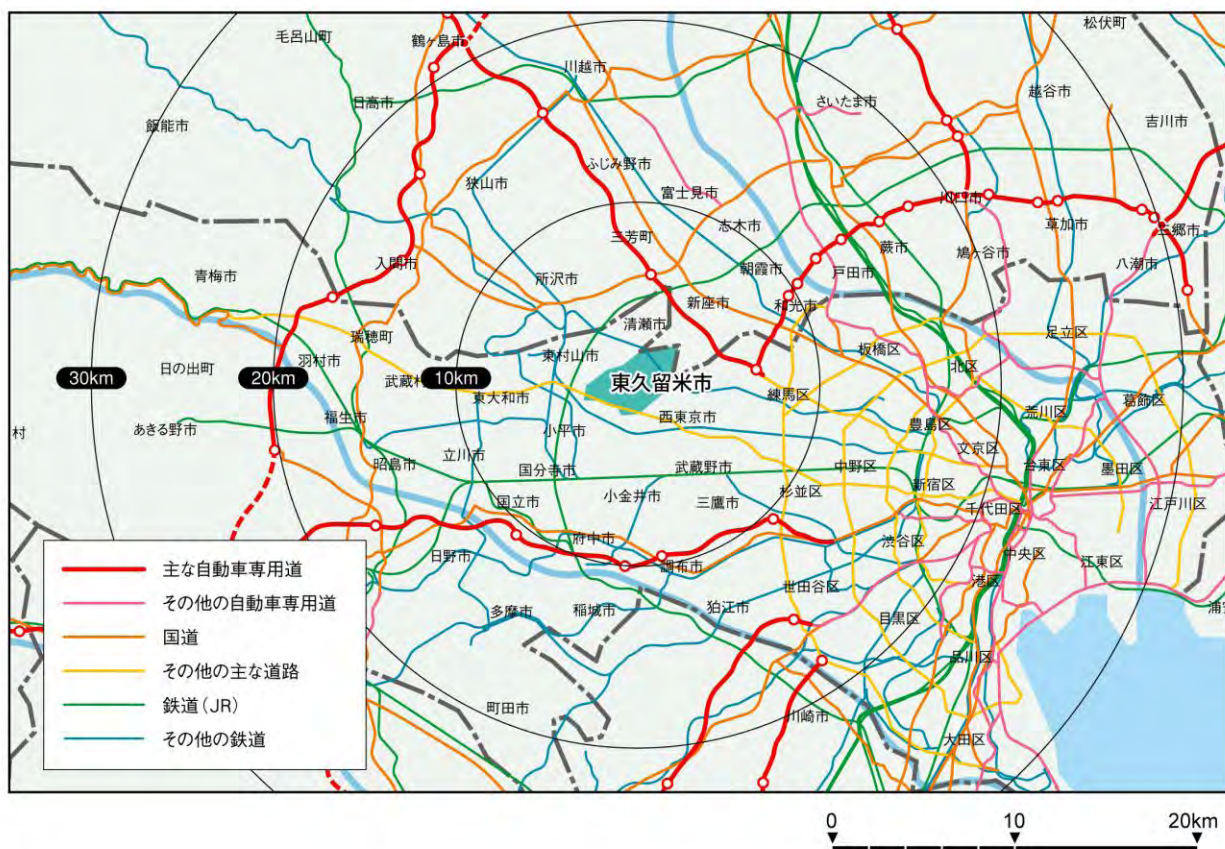 毛呂山町
鶴ヶ島市
松伏町
川越市
日高市
さいたま市
越谷市
飯能市
吉川市
ふじみ野市
狭山市
富士見市
川口市
志木市
草加市
三郷市
三芳町
鳩ヶ谷市
蕨市
入間市
朝霞市
戸田市
八潮市
青梅市
所沢市
新座市
和光市
清瀬市
足立区
瑞穂町
東村山市
板橋区
羽村市
北区
日の出町
30km
20km
10km
武蔵村
東久留米市
練馬区
東大和市
葛飾区
荒川区
福生市
西東京市
豊島区
あきる野市
小平市
村
文京区
立川市
昭島市
国分寺市
武蔵野市
中野区
台東区
墨田区
新宿区
杉並区
国立市
小金井市
三鷹市
江戸川区
千代田区
府中市
渋谷区
日野市
調布市
中央区
江東区
港区
世田谷区
多摩市
稲城市
狛江市
目黒区
浦安
品川区
町田市
川崎市
大田区
主な自動車専用道
その他の自動車専用道
国道
その他の主な道路
鉄道（JR）
その他の鉄道
0 10 20km